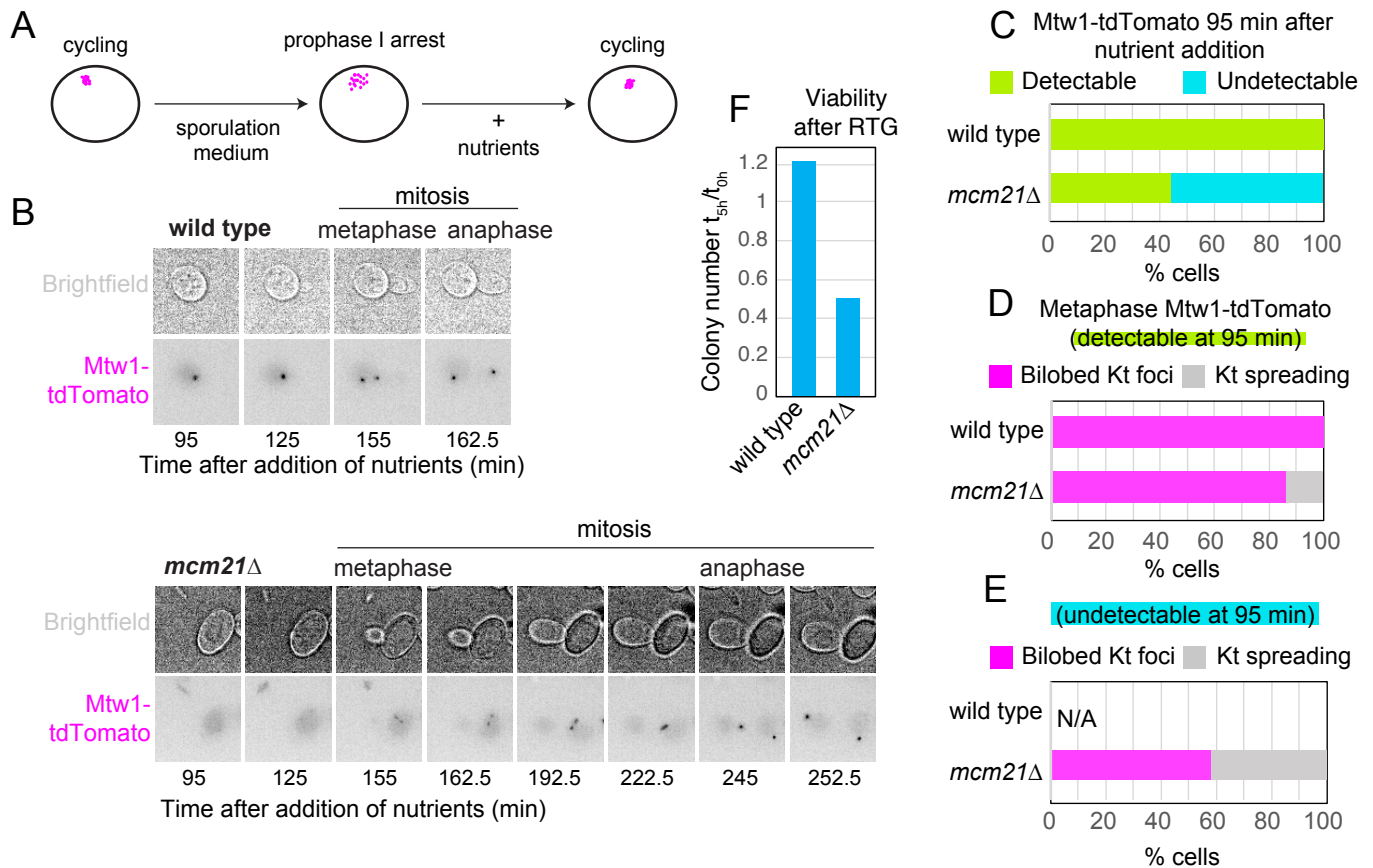 A
cycling
prophase I arrest
cycling
sporulation
medium
+
nutrients
B
wild type
mitosis
metaphase anaphase
Brightfield
Mtw1-
tdTomato
95 125 155 162.5
Time after addition of nutrients (min)
mitosis
mcm21Δ
metaphase
anaphase
Brightfield
Mtw1-
tdTomato
95 125 155 162.5 192.5 222.5 245 252.5
Time after addition of nutrients (min)
F
Viability
after RTG
Colony number t5h/t0h
1.2
1
0.8
0.6
0.4
0.2
0
wild type
mcm21Δ
C
Mtw1-tdTomato 95 min after
nutrient addition
Detectable Undetectable
wild type
mcm21Δ
0 20 40 60 80 100
% cells
D
Metaphase Mtw1-tdTomato
(detectable at 95 min)
Bilobed Kt foci Kt spreading
wild type
mcm21Δ
0 20 40 60 80 100
% cells
E
(undetectable at 95 min)
Bilobed Kt foci Kt spreading
wild type
N/A
mcm21Δ
0 20 40 60 80 100
% cells